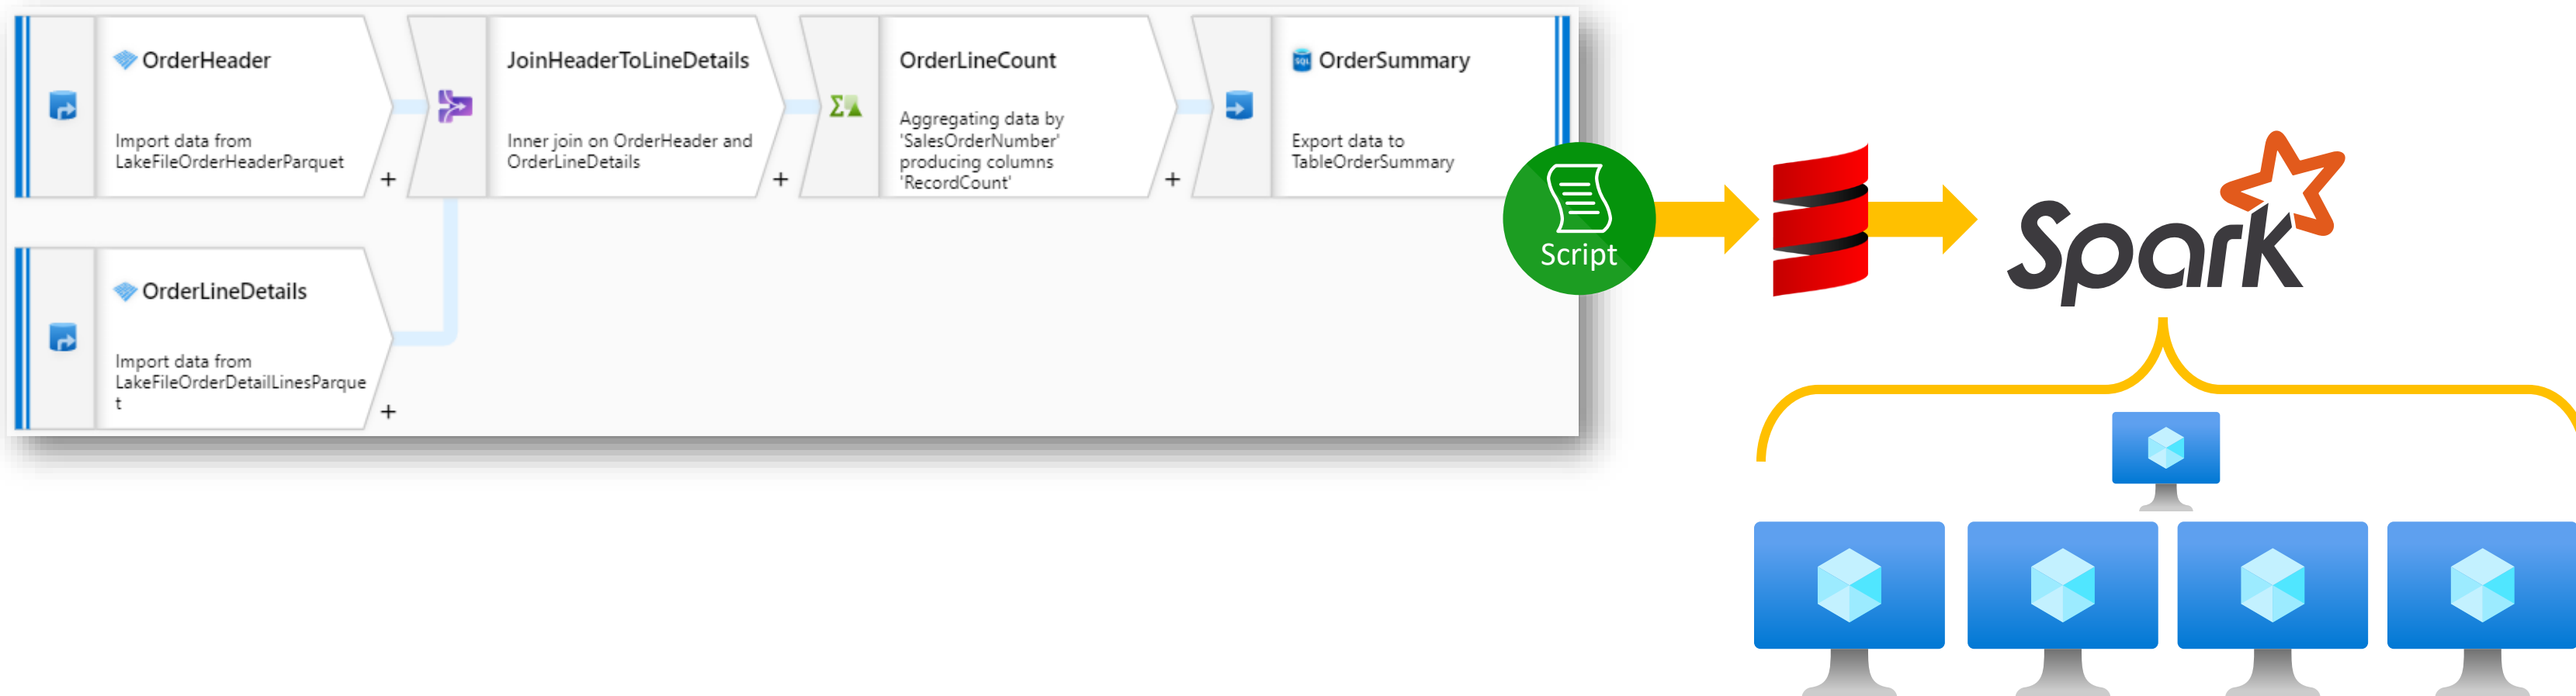 OrderHeader
Import data from
LakeFileOrderHeaderParquet
+
JoinHeaderToLineDetails
Inner join on OrderHeader and
OrderLineDetails
+
OrderLineCount
Aggregating data by
'SalesOrderNumber'
producing columns
'RecordCount'
+
SQL
OrderSummary
Export data to
TableOrderSummary
OrderLineDetails
Import data from
LakeFileOrderDetailLinesParque
t
+
Script
Spark